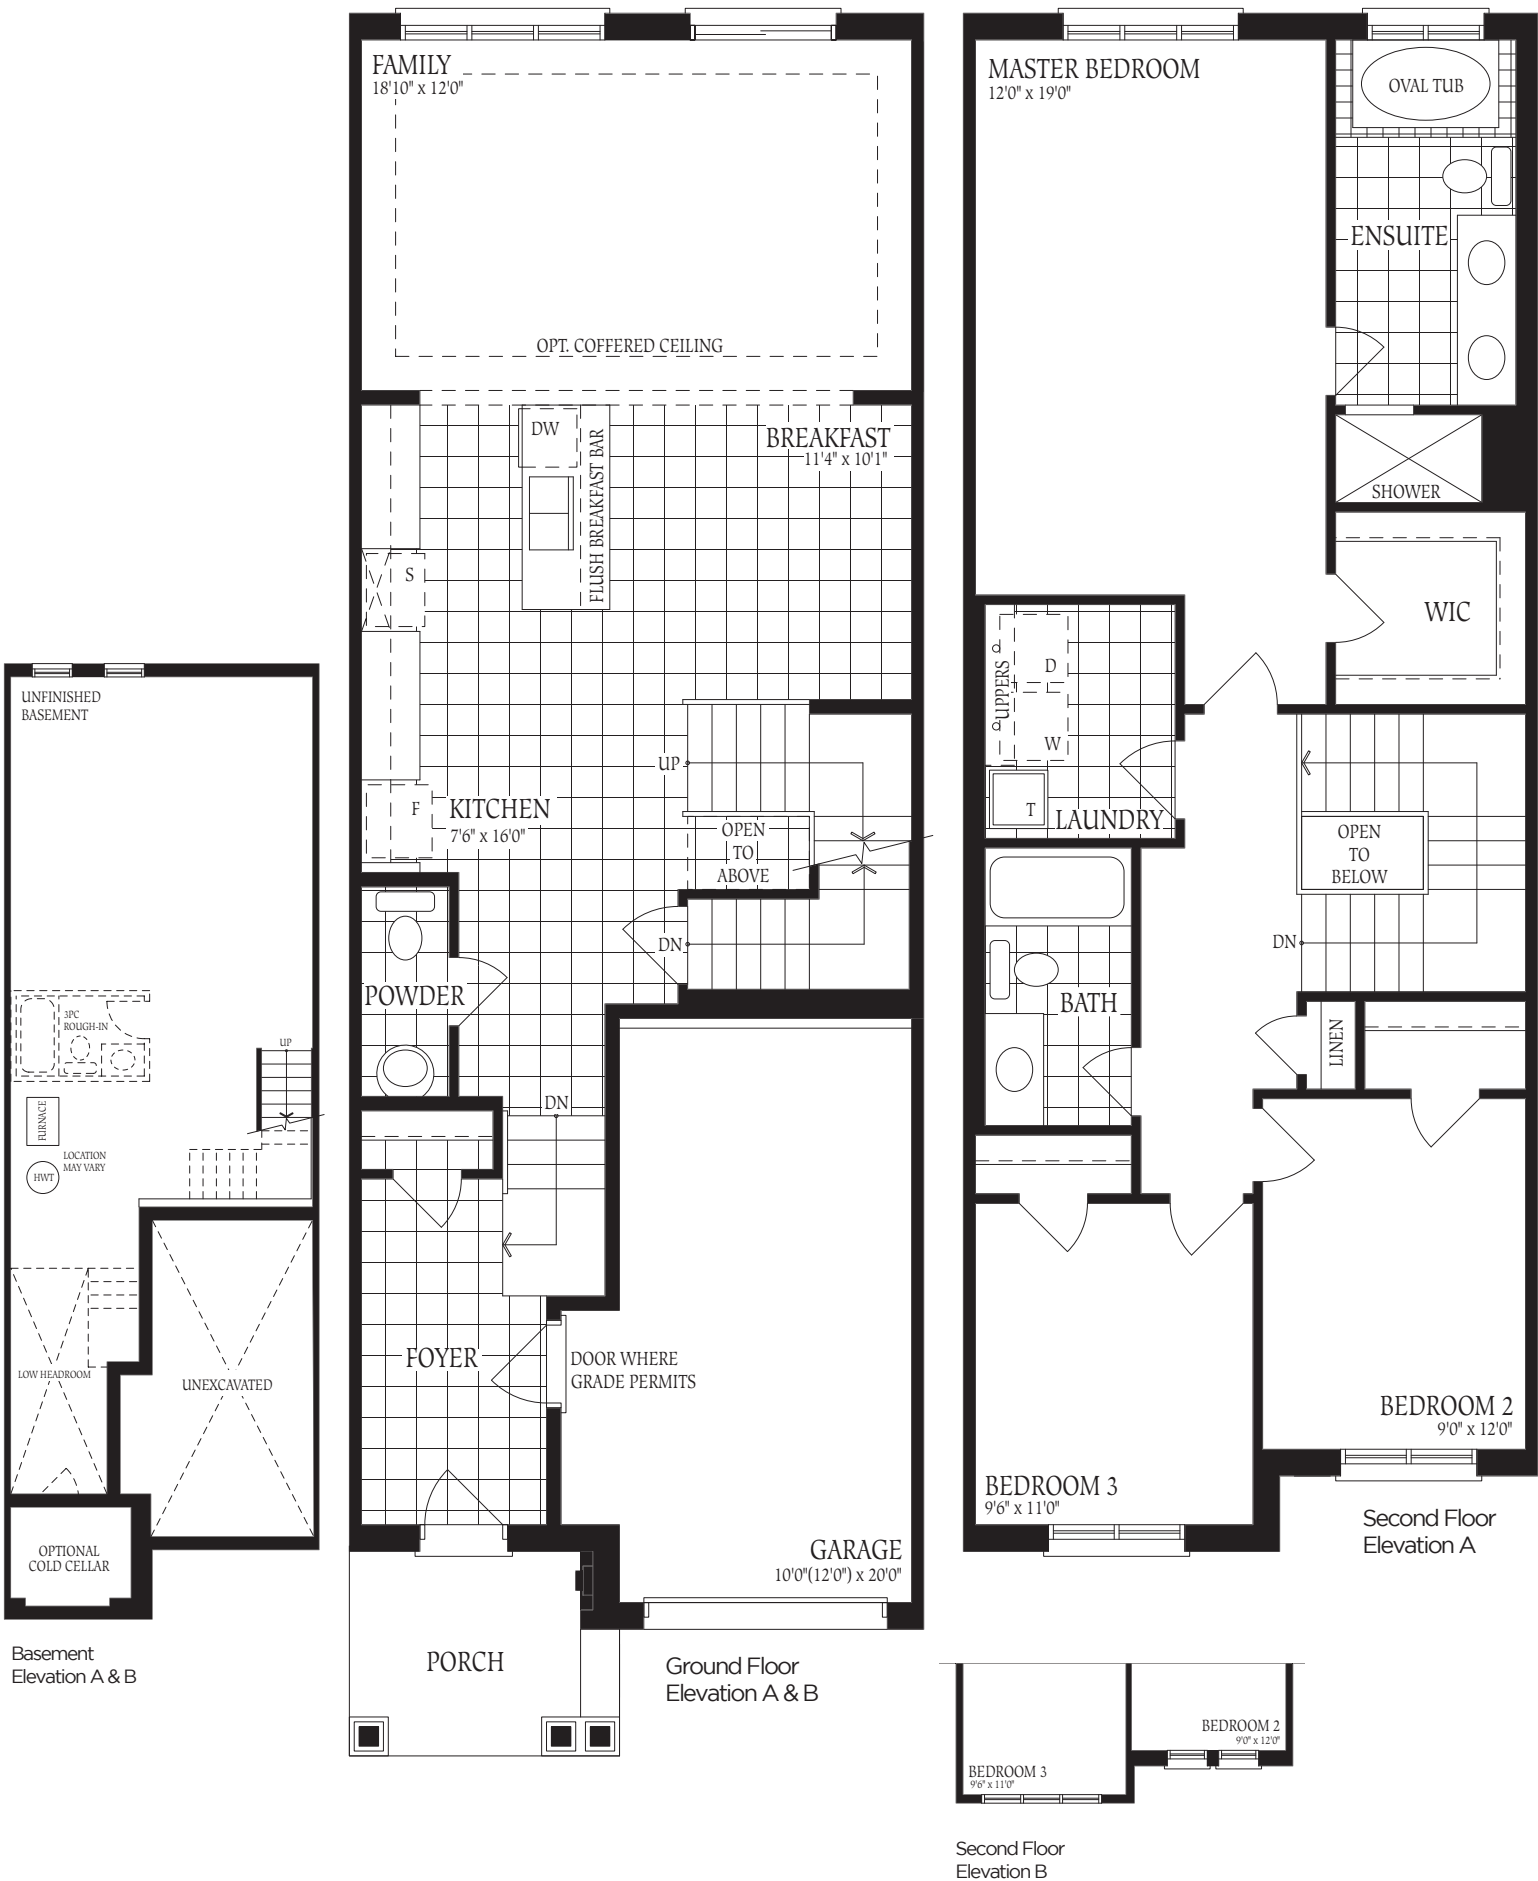 UNFINISHED
BASEMENT
3PC
ROUGH-IN
UP
FURNACE
LOCATION
MAY VARY
HWT
LOW HEADROOM
UNEXCAVATED
OPTIONAL
COLD CELLAR
Basement
Elevation A & B
FAMILY
18'10" x 12'0"
OPT. COFFERED CEILING
DW
FLUSH BREAKFAST BAR
BREAKFAST
11'4" x 10'1"
S
UP
F
KITCHEN
7'6" x 16'0"
OPEN
TO
ABOVE
DN
POWDER
DN
FOYER
DOOR WHERE
GRADE PERMITS
GARAGE
10'0"(12'0") x 20'0"
PORCH
Ground Floor
Elevation A & B
MASTER BEDROOM
12'0" x 19'0"
OVAL TUB
ENSUITE
SHOWER
WIC
UPPERS
D
W
T
LAUNDRY
OPEN
TO
BELOW
DN
BATH
LINEN
BEDROOM 2
9'0" x 12'0"
BEDROOM 3
9'6" x 11'0"
Second Floor
Elevation A
BEDROOM 2
9'0" x 12'0"
BEDROOM 3
9'6" x 11'0"
Second Floor
Elevation B